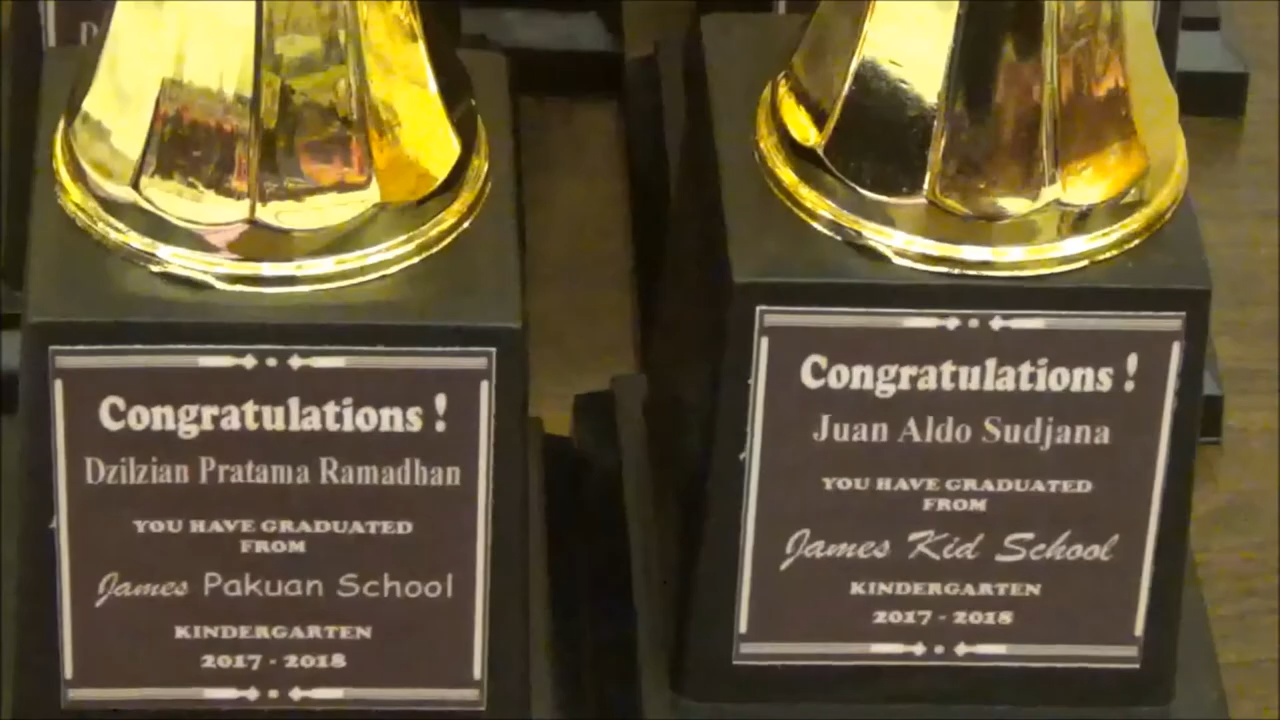 Congratulations !
Dzilzian Pratama Ramadhan
YOU HAVE GRADUATED
FROM
James Pakuan School
KINDERGARTEN
2017 - 2018
Congratulations !
Juan Aldo Sudjana
YOU HAVE GRADUATED
FROM
James Kid School
KINDERGARTEN
2017 - 2018